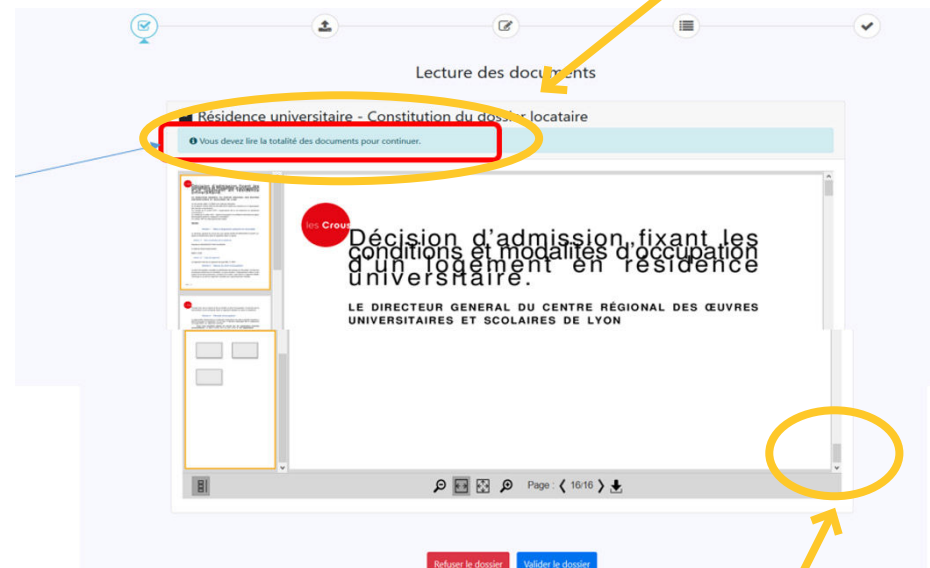 Lecture des documents
Résidence universitaire - Constitution du dossier locataire
Vous devez lire la totalité des documents pour continuer.
les Crous
Décision d'admission fixant les
conditions et modalités d'occupation
d'un logement en résidence
universitaire.
LE DIRECTEUR GENERAL DU CENTRE RÉGIONAL DES ŒUVRES
UNIVERSITAIRES ET SCOLAIRES DE LYON
Page : 16/16
Refuser le dossier Valider le dossier